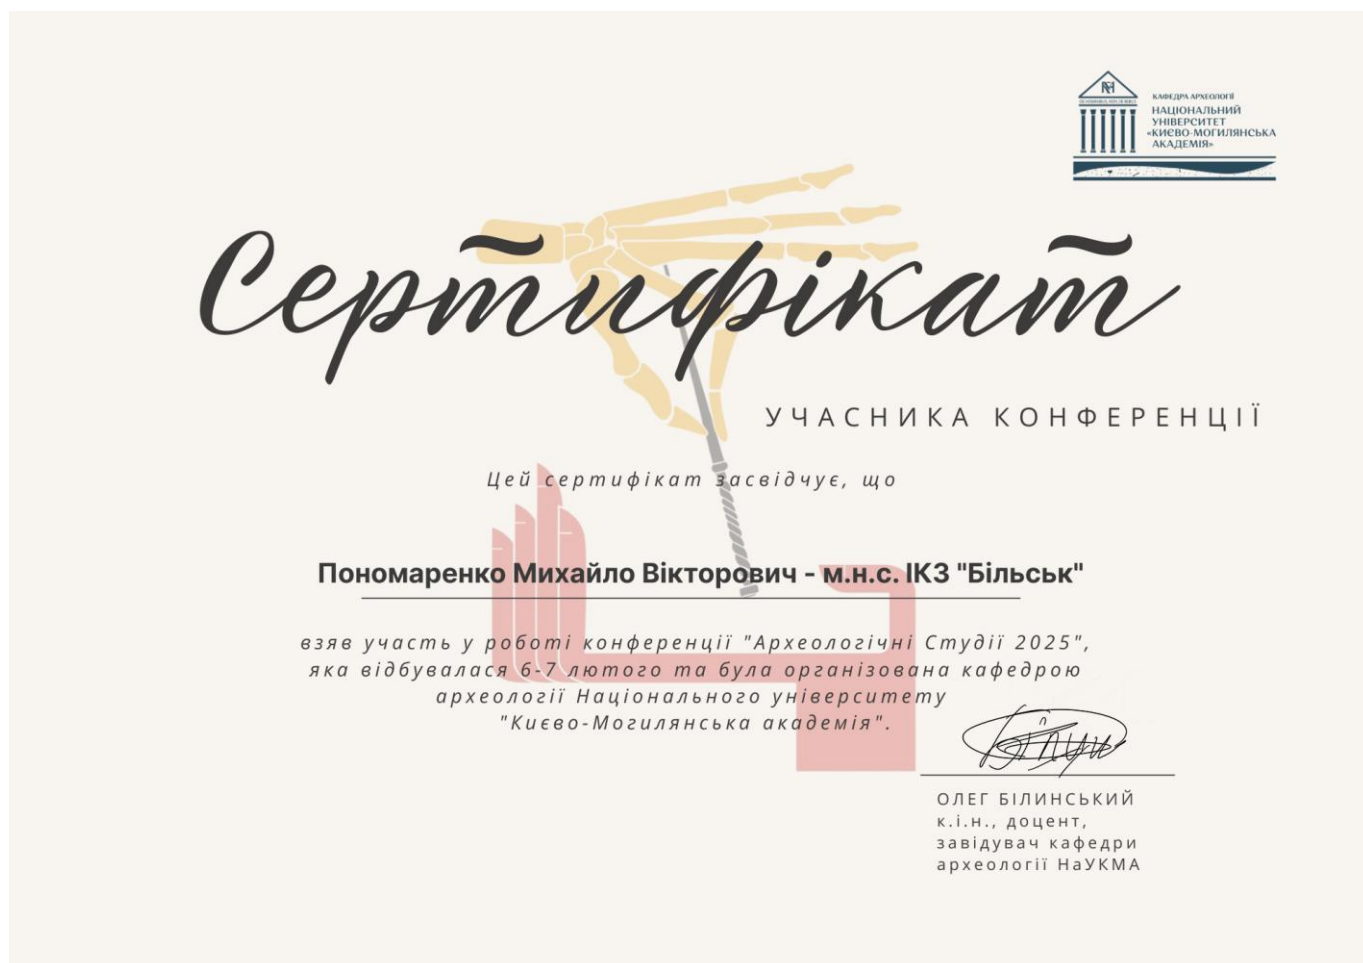 КАФЕДРА АРХЕОЛОГІЇ
НАЦІОНАЛЬНИЙ
УНІВЕРСИТЕТ
«КИЄВО-МОГИЛЯНСЬКА
АКАДЕМІЯ»
Сертифікат
УЧАСНИКА КОНФЕРЕНЦІЇ
Цей сертифікат засвідчує, що
Пономаренко Михайло Вікторович - м.н.с. ІКЗ "Більськ"
взяв участь у роботі конференції "Археологічні Студії 2025",
яка відбувалася 6-7 лютого та була організована кафедрою
археології Національного університету
"Києво-Могилянська академія".
ОЛЕГ БІЛИНСЬКИЙ
к.і.н., доцент,
завідувач кафедри
археології НаУКМА